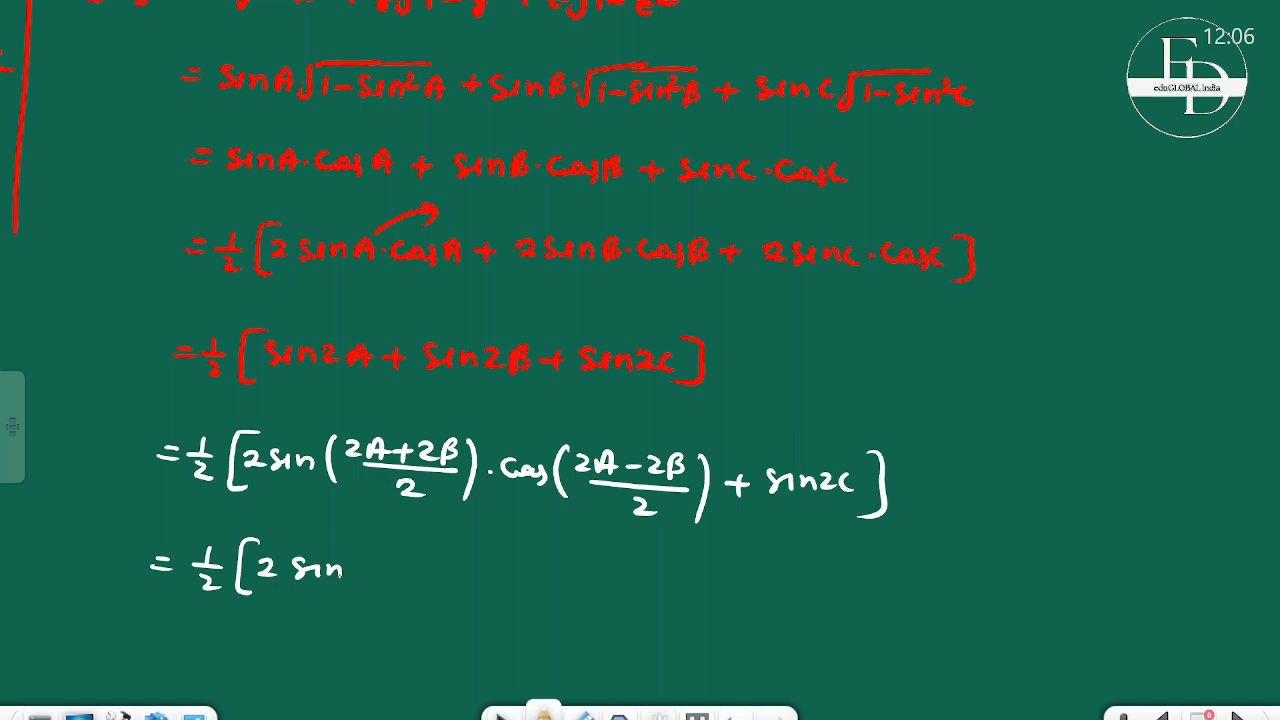 12:06
ED
eduGLOBAL.India
= sinA√1-sin²A + sinB.√1-sin²B + sinC√1-sin²C
= sinA.cosA + sinB.cosB + sinC.cosC
= 1/2 [2 sinA.cosA + 2sinB.cosB + 2sinC.cosC]
= 1/2 [sin2A + sin2B + sin2C]
= 1/2 [2sin(2A+2B/2).cos(2A-2B/2) + sin2C]
= 1/2 [2 sin